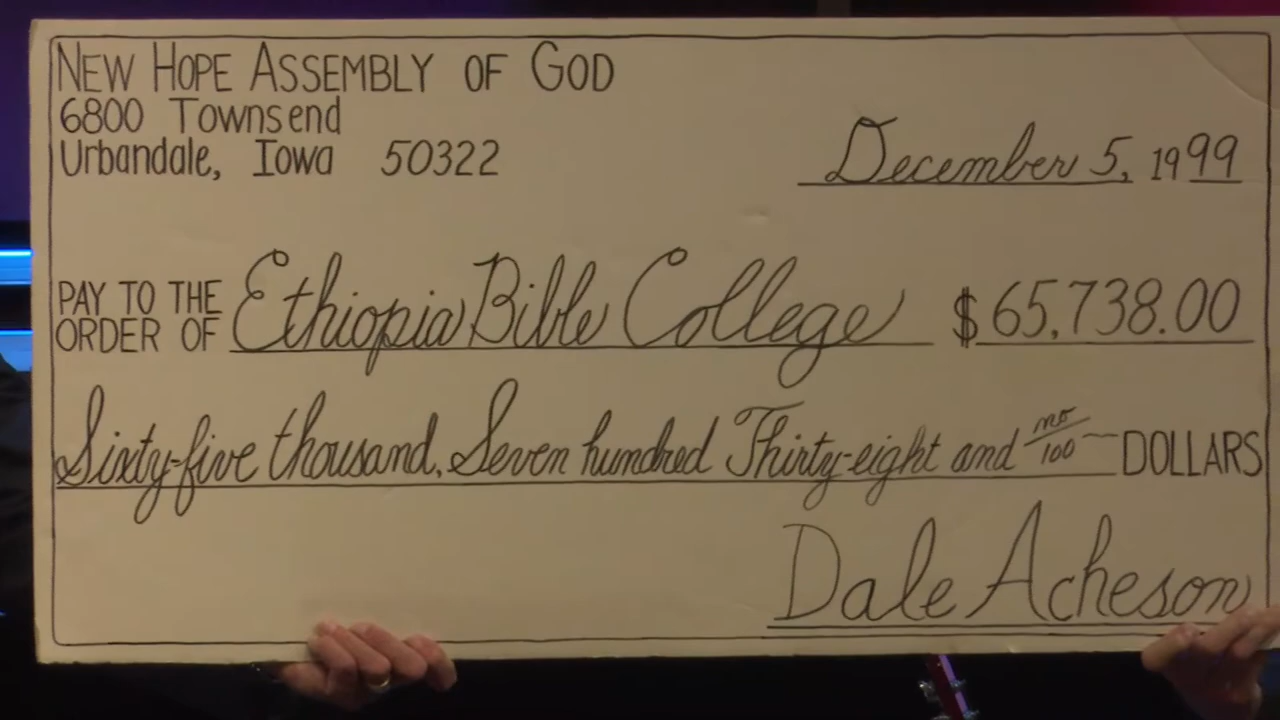 NEW HOPE ASSEMBLY OF GOD
6800 Townsend
Urbandale, Iowa 50322
December 5, 1999
PAY TO THE ORDER OF Ethiopia Bible College $65,738.00
Sixty-five thousand, Seven hundred Thirty-eight and no/100 DOLLARS
Dale Acheson